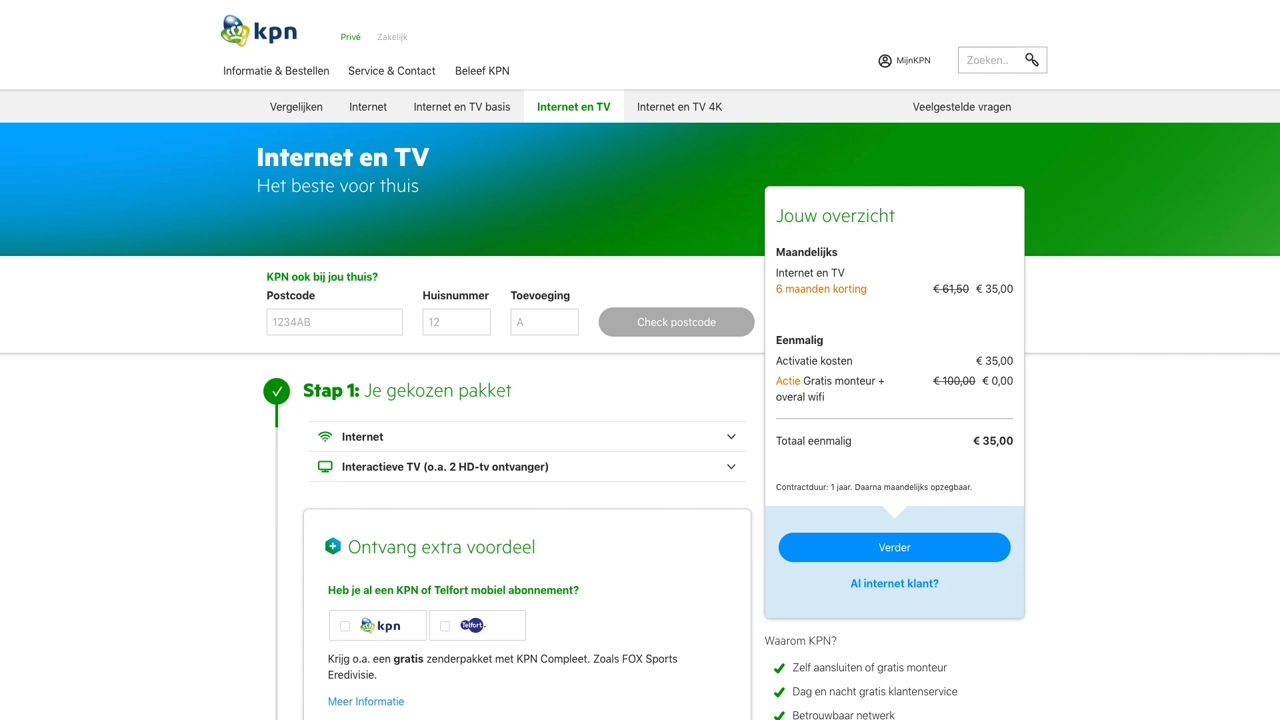 kpn
Privé
Zakelijk
Informatie & Bestellen
Service & Contact
Beleef KPN
MijnKPN
Zoeken..
Vergelijken
Internet
Internet en TV basis
Internet en TV
Internet en TV 4K
Veelgestelde vragen
Internet en TV
Het beste voor thuis
KPN ook bij jou thuis?
Postcode
Huisnummer
Toevoeging
1234AB
12
A
Check postcode
Stap 1: Je gekozen pakket
Internet
Interactieve TV (o.a. 2 HD-tv ontvanger)
Ontvang extra voordeel
Heb je al een KPN of Telfort mobiel abonnement?
kpn
Telfort
Krijg o.a. een gratis zenderpakket met KPN Compleet. Zoals FOX Sports
Eredivisie.
Meer Informatie
Jouw overzicht
Maandelijks
Internet en TV
6 maanden korting € 61,50 € 35,00
Eenmalig
Activatie kosten € 35,00
Actie Gratis monteur + € 100,00 € 0,00
overal wifi
Totaal eenmalig € 35,00
Contractduur: 1 jaar. Daarna maandelijks opzegbaar.
Verder
Al internet klant?
Waarom KPN?
Zelf aansluiten of gratis monteur
Dag en nacht gratis klantenservice
Betrouwbaar netwerk